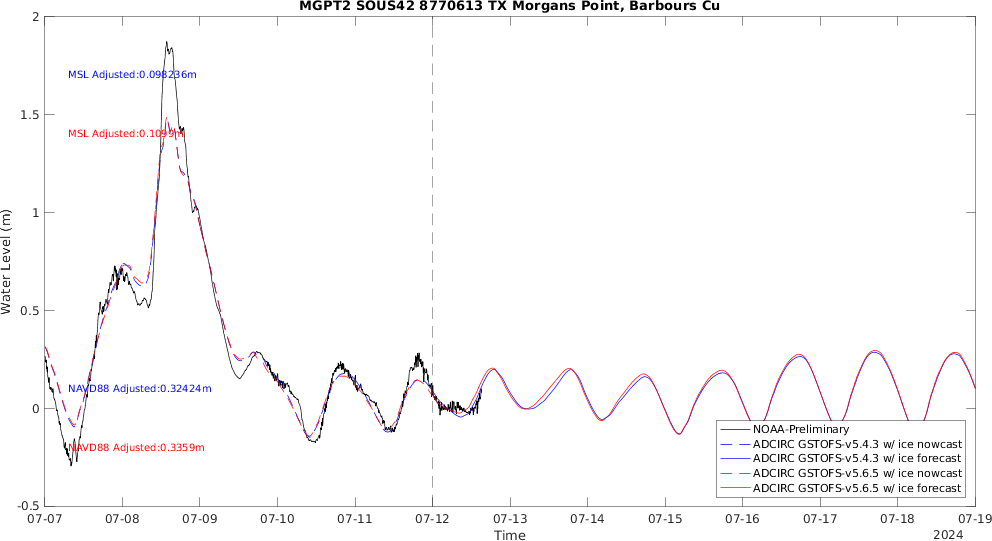 MGPT2 SOUS42 8770613 TX Morgans Point, Barbours Cu
2
MSL Adjusted:0.098236m
1.5
MSL Adjusted:0.1099m
1
Water Level (m)
0.5
NAVD88 Adjusted:0.32424m
0
NAVD88 Adjusted:0.3359m
NOAA-Preliminary
ADCIRC GSTOFS-v5.4.3 w/ ice nowcast
ADCIRC GSTOFS-v5.4.3 w/ ice forecast
ADCIRC GSTOFS-v5.6.5 w/ ice nowcast
ADCIRC GSTOFS-v5.6.5 w/ ice forecast
-0.5
07-07 07-08 07-09 07-10 07-11 07-12 07-13 07-14 07-15 07-16 07-17 07-18 07-19
Time
2024